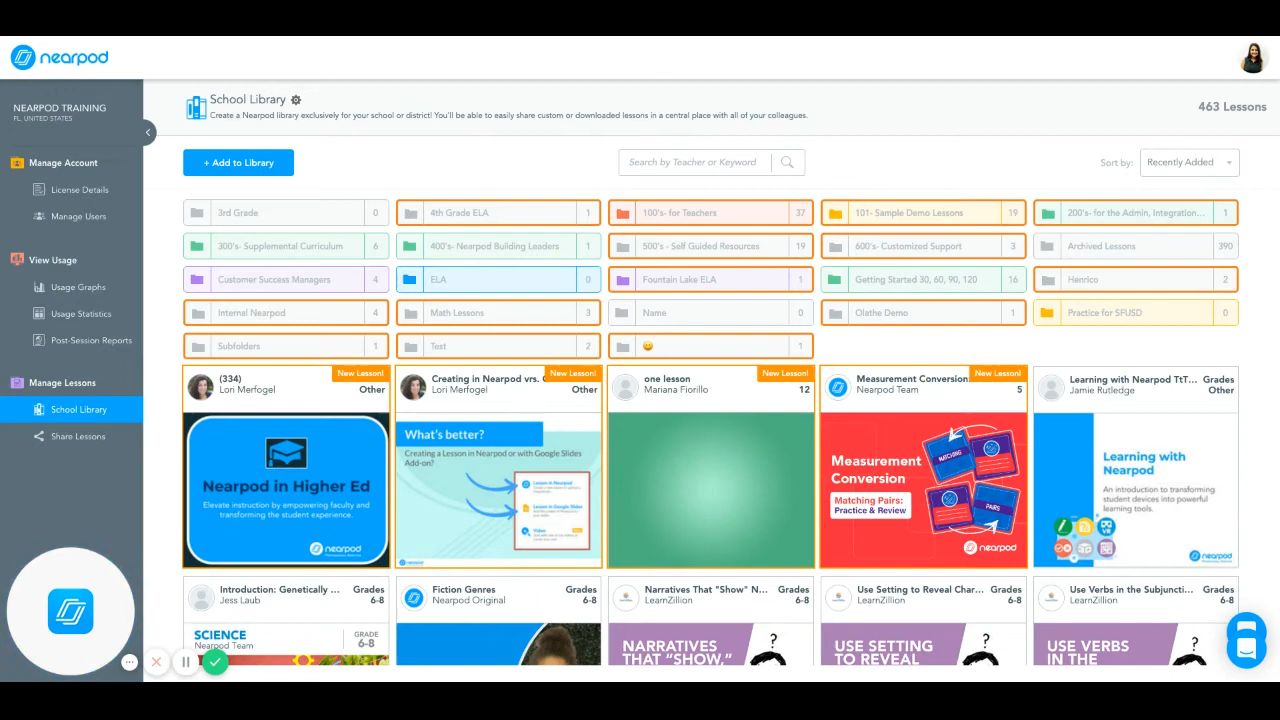 nearpod
NEARPOD TRAINING
FL, UNITED STATES
Manage Account
License Details
Manage Users
View Usage
Usage Graphs
Usage Statistics
Post-Session Reports
Manage Lessons
School Library
Share Lessons
School Library
Create a Nearpod library exclusively for your school or district! You'll be able to easily share custom or downloaded lessons in a central place with all of your colleagues.
463 Lessons
+ Add to Library
Search by Teacher or Keyword
Sort by: Recently Added
3rd Grade 0
4th Grade ELA 1
100's- for Teachers 37
101- Sample Demo Lessons 19
200's- for the Admin, Integration... 1
300's- Supplemental Curriculum 6
400's- Nearpod Building Leaders 1
500's - Self Guided Resources 19
600's- Customized Support 3
Archived Lessons 390
Customer Success Managers 4
ELA 0
Fountain Lake ELA 1
Getting Started 30, 60, 90, 120 16
Henrico 2
Internal Nearpod 4
Math Lessons 3
Name 0
Olathe Demo 1
Practice for SFUSD 0
Subfolders 1
Test 2
😀 1
New Lesson!
(334)
Lori Merfogel Other
Nearpod in Higher Ed
Elevate instruction by empowering faculty and
transforming the student experience.
nearpod
New Lesson!
Creating in Nearpod vrs.
Lori Merfogel Other
What's better?
Creating a Lesson in Nearpod or with Google Slides
Add-on?
Lesson in Nearpod
Lesson in Google Slides
Video
nearpod
New Lesson!
one lesson
Mariana Fiorillo 12
New Lesson!
Measurement Conversion
Nearpod Team 5
Measurement
Conversion
Matching Pairs:
Practice & Review
MATCHING
PAIRS
nearpod
Learning with Nearpod TtT... Grades
Jamie Rutledge Other
Learning with
Nearpod
An introduction to transforming
student devices into powerful
learning tools.
VR
nearpod
Introduction: Genetically ... Grades
Jess Laub 6-8
SCIENCE
Nearpod Team
GRADE
6-8
Fiction Genres Grades
Nearpod Original 6-8
Narratives That "Show" N... Grades
LearnZillion 6-8
NARRATIVES
THAT "SHOW,"
Use Setting to Reveal Char... Grades
LearnZillion 6-8
USE SETTING
TO REVEAL
Use Verbs in the Subjuncti... Grades
LearnZillion 6-8
USE VERBS
IN THE